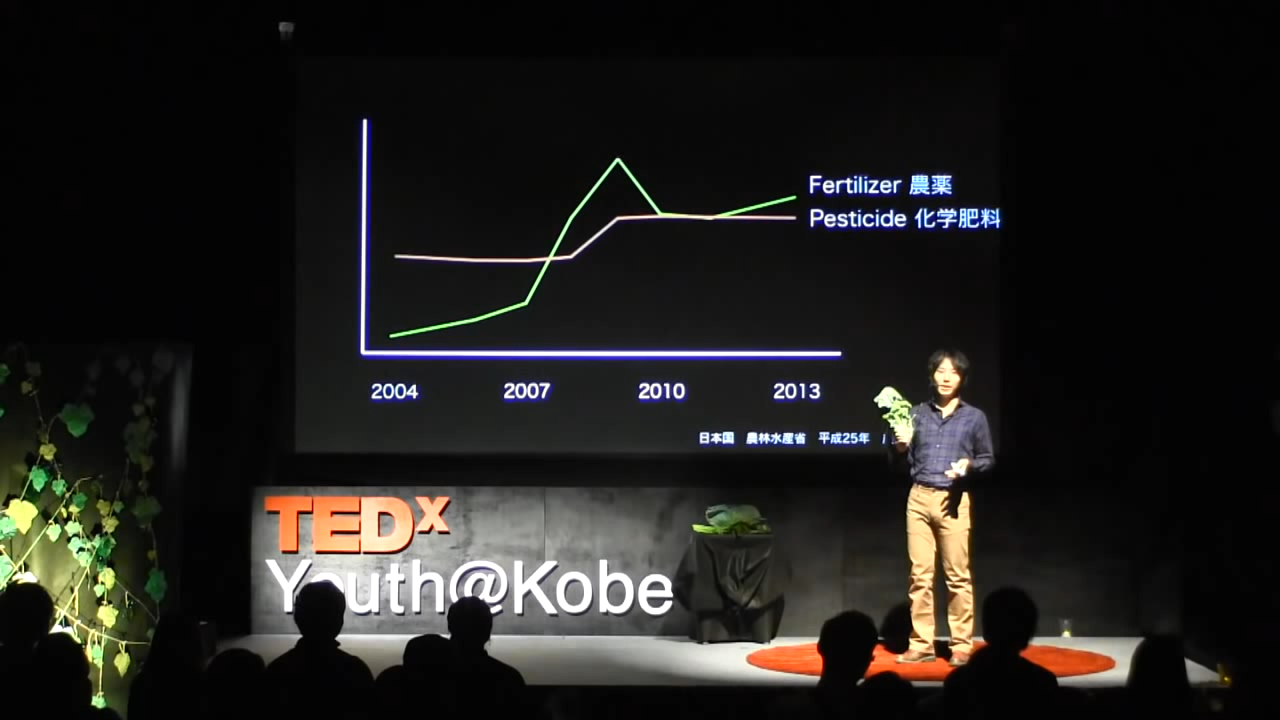 Fertilizer 農薬
Pesticide 化学肥料
2004 2007 2010 2013
日本国 農林水産省 平成25年
TEDx
Youth@Kobe